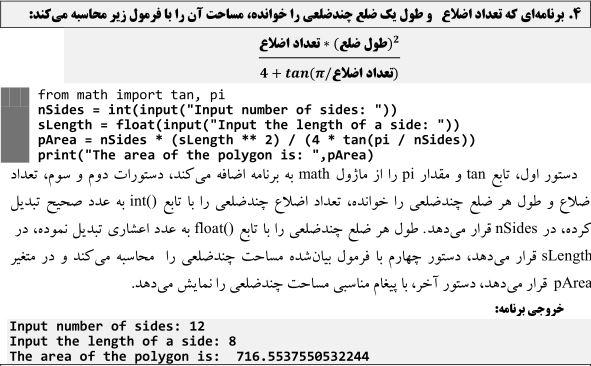 ۴. برنامه‌ای که تعداد اضلاع و طول یک ضلع چندضلعی را خوانده، مساحت آن را با فرمول زیر محاسبه می‌کند:
تعداد اضلاع * (طول ضلع)²
4 + tan(π/تعداد اضلاع)
from math import tan, pi
nSides = int(input("Input number of sides: "))
sLength = float(input("Input the length of a side: "))
pArea = nSides * (sLength ** 2) / (4 * tan(pi / nSides))
print("The area of the polygon is: ",pArea)
دستور اول، تابع tan و مقدار pi را از ماژول math به برنامه اضافه می‌کند، دستورات دوم و سوم، تعداد
ضلاع و طول هر ضلع چندضلعی را خوانده، تعداد اضلاع چندضلعی را با تابع int() به عدد صحیح تبدیل
کرده، در nSides قرار می‌دهد. طول هر ضلع چندضلعی را با تابع float() به عدد اعشاری تبدیل نموده، در
sLength قرار می‌دهد، دستور چهارم با فرمول بیان‌شده مساحت چندضلعی را محاسبه می‌کند و در متغیر
pArea قرار می‌دهد، دستور آخر، با پیغام مناسبی مساحت چندضلعی را نمایش می‌دهد.
خروجی برنامه:
Input number of sides: 12
Input the length of a side: 8
The area of the polygon is:  716.5537550532244